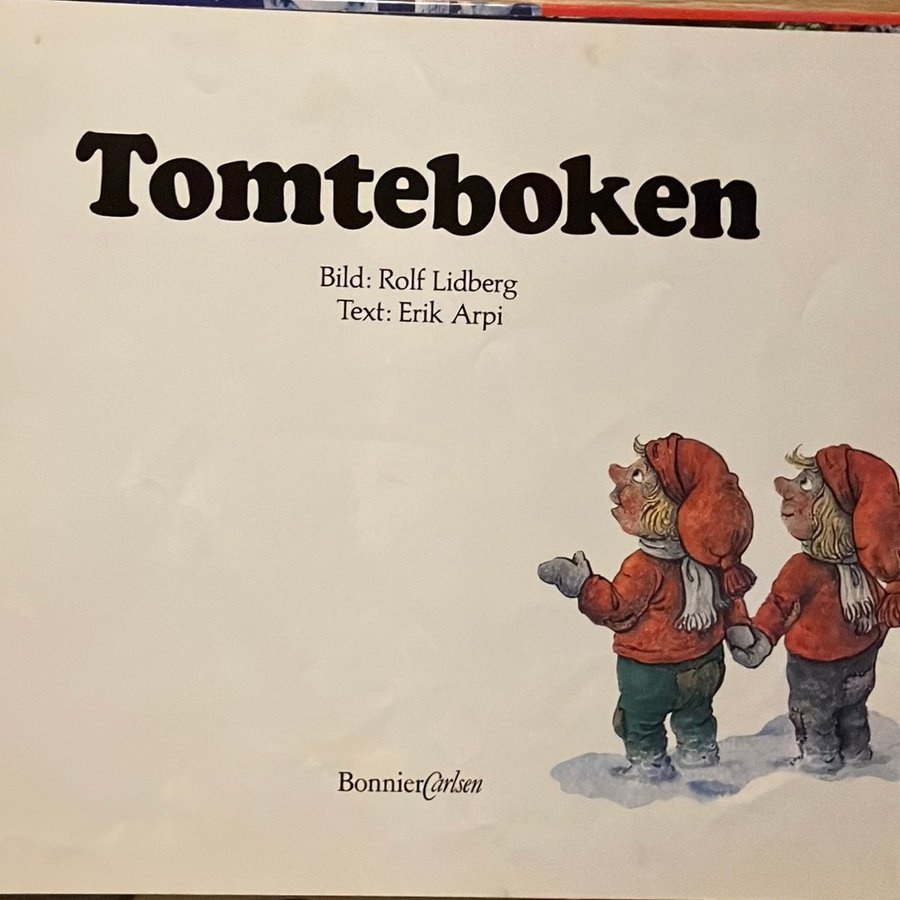 Tomteboken
Bild: Rolf Lidberg
Text: Erik Arpi
BonnierCarlsen